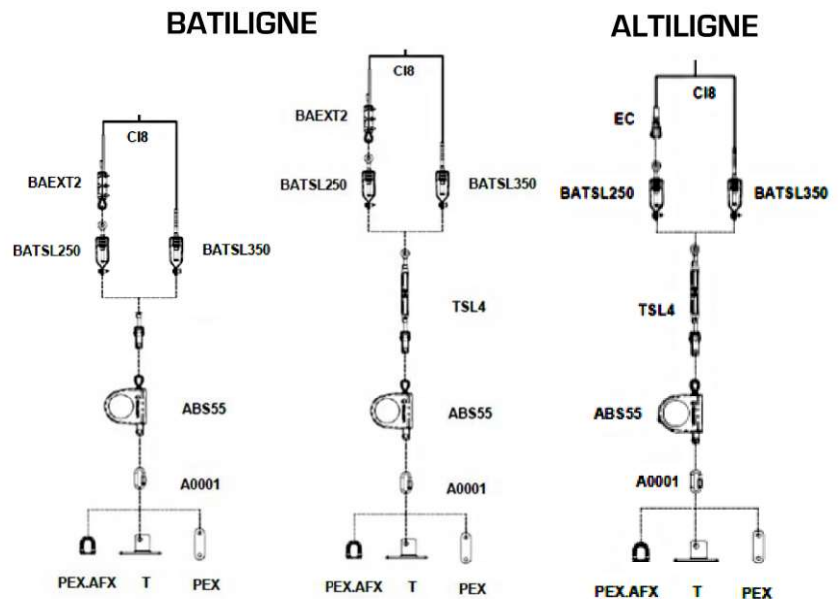 BATILIGNE
ALTILIGNE
CI8
BAEXT2
BATSL250
BATSL350
ABS55
A0001
PEX.AFX T PEX
CI8
BAEXT2
BATSL250
BATSL350
TSL4
ABS55
A0001
PEX.AFX T PEX
CI8
EC
BATSL250
BATSL350
TSL4
ABS55
A0001
PEX.AFX T PEX